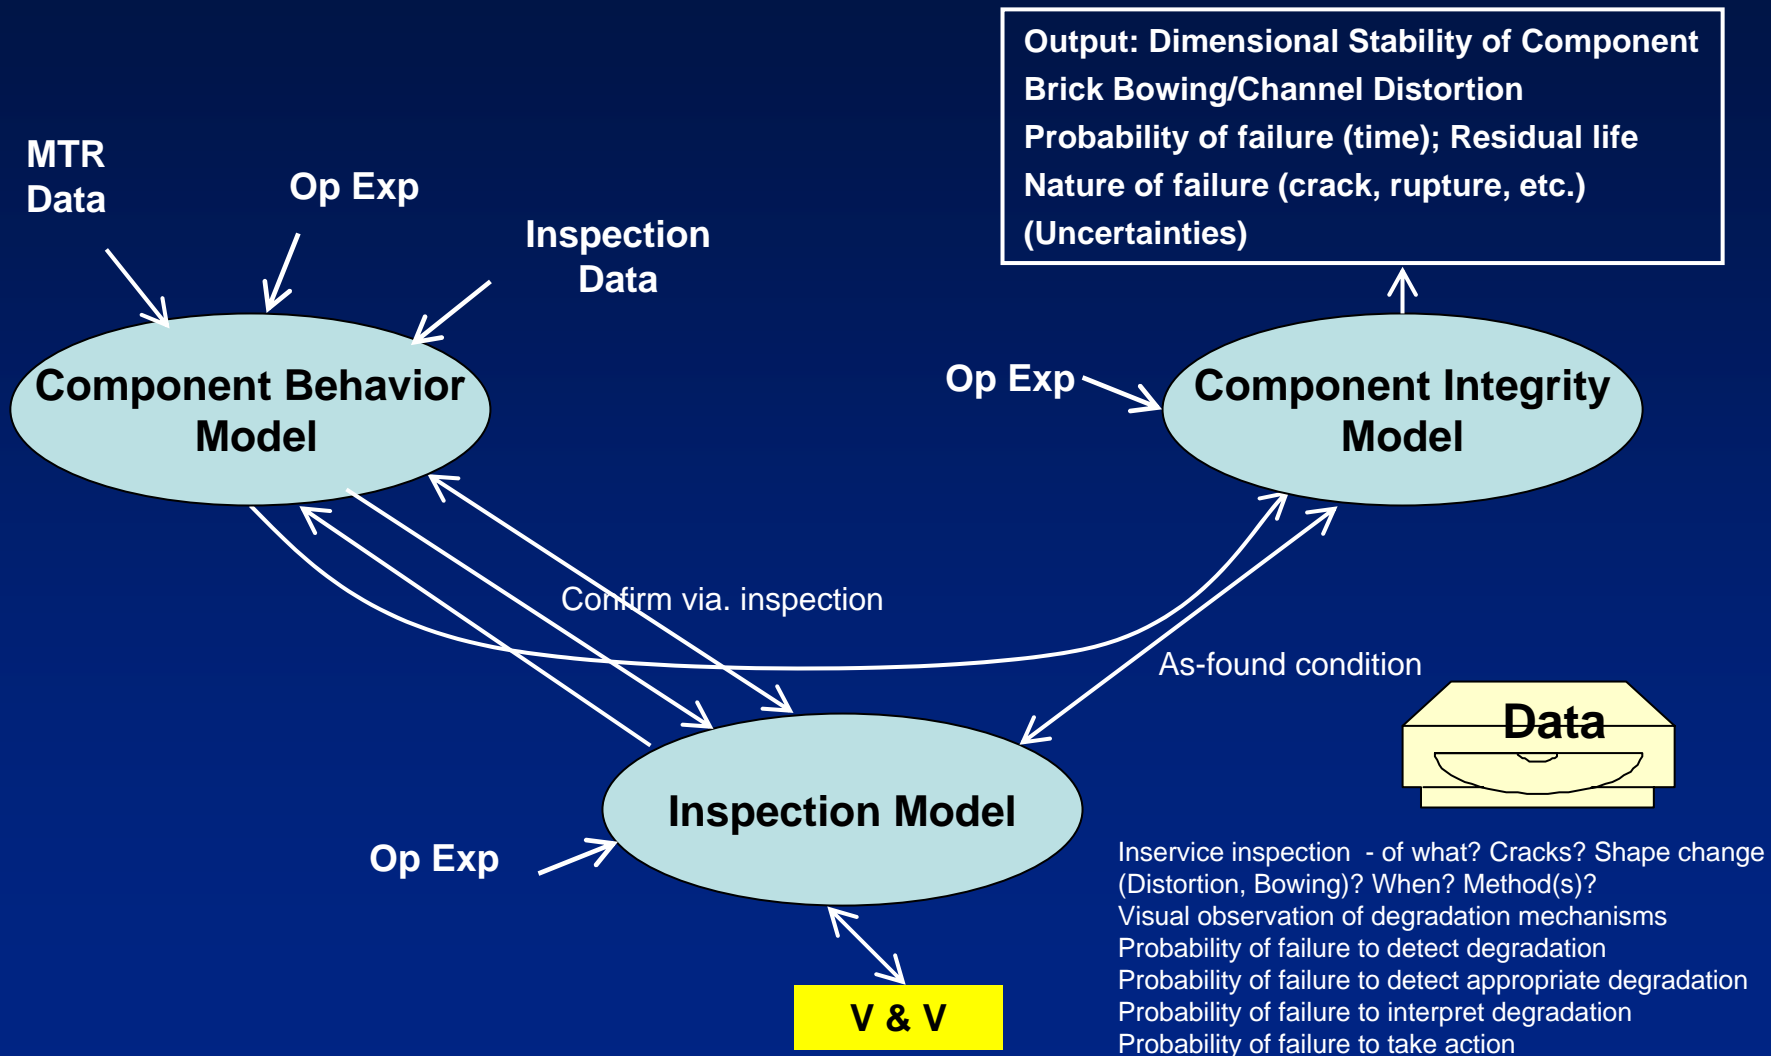 Output: Dimensional Stability of Component
Brick Bowing/Channel Distortion
Probability of failure (time); Residual life
Nature of failure (crack, rupture, etc.)
(Uncertainties)
MTR
Data
Op Exp
Inspection
Data
Component Behavior
Model
Op Exp
Component Integrity
Model
Confirm via. inspection
As-found condition
Data
Inspection Model
Op Exp
V & V
Inservice inspection - of what? Cracks? Shape change
(Distortion, Bowing)? When? Method(s)?
Visual observation of degradation mechanisms
Probability of failure to detect degradation
Probability of failure to detect appropriate degradation
Probability of failure to interpret degradation
Probability of failure to take action